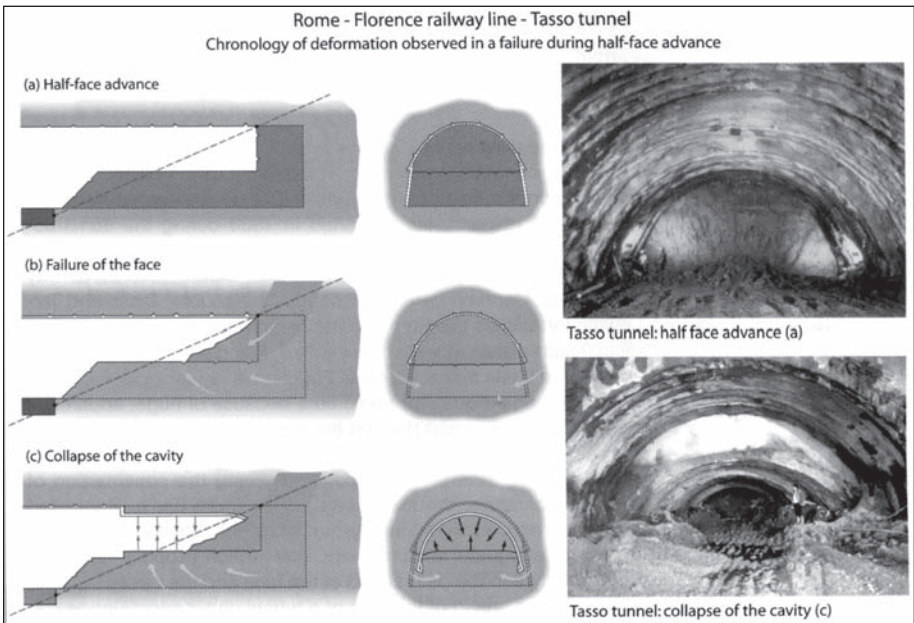 Rome - Florence railway line - Tasso tunnel
Chronology of deformation observed in a failure during half-face advance
(a) Half-face advance
(b) Failure of the face
(c) Collapse of the cavity
Tasso tunnel: half face advance (a)
Tasso tunnel: collapse of the cavity (c)